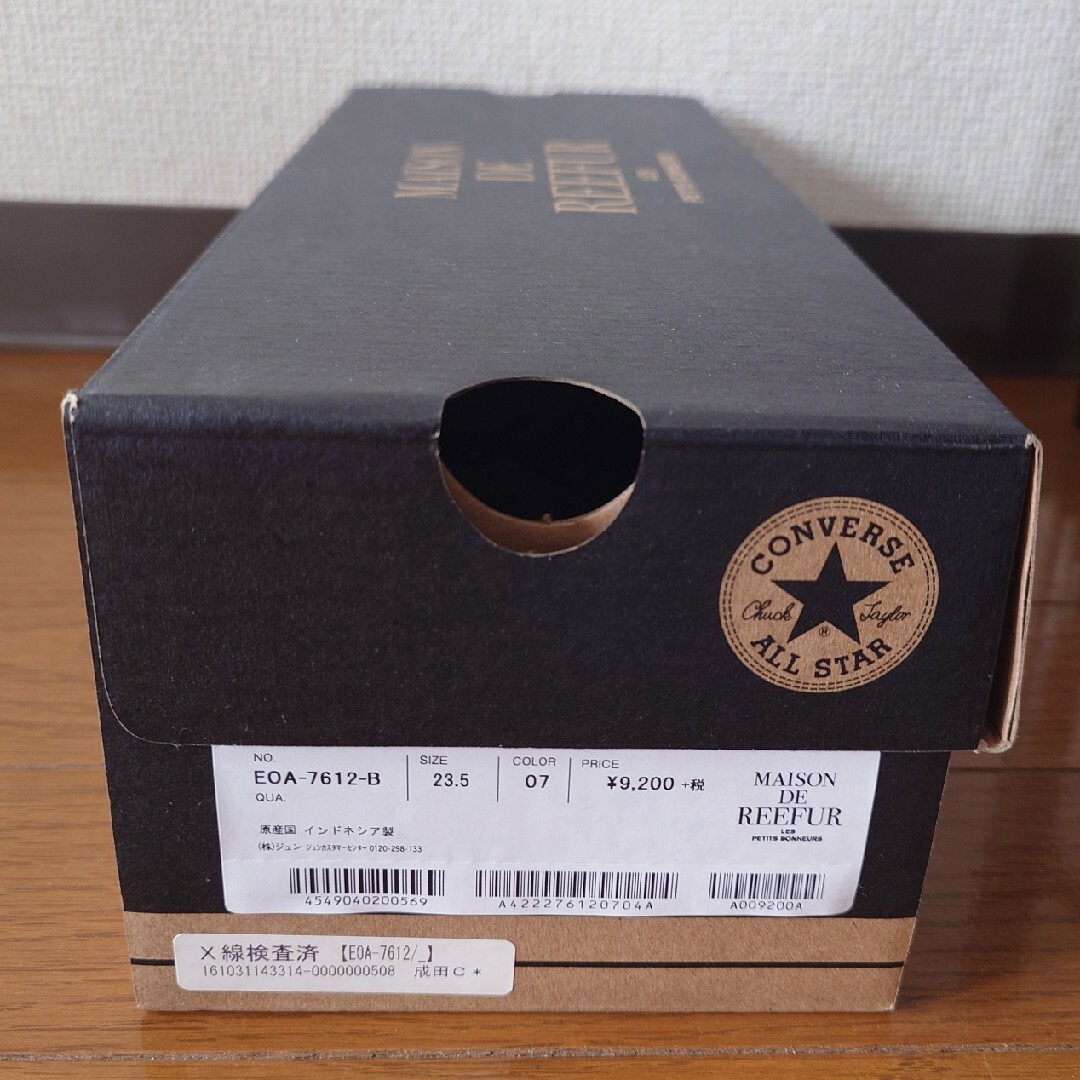 MAISON
DE
REEFUR
LES
CONVERSE
Chuck Taylor
®
ALL STAR
NO.
EOA-7612-B
QUA.
SIZE
23.5
COLOR
07
PRICE
¥9,200 +税
MAISON
DE
REEFUR
LES
PETITS BONNEURS
原産国 インドネシア製
(株)ジュン ジュンカスタマーセンター 0120-298-133
4549040200569
A422276120704A
A009200A
X線検査済 【EOA-7612/_】
161031143314-0000000508 成田C*